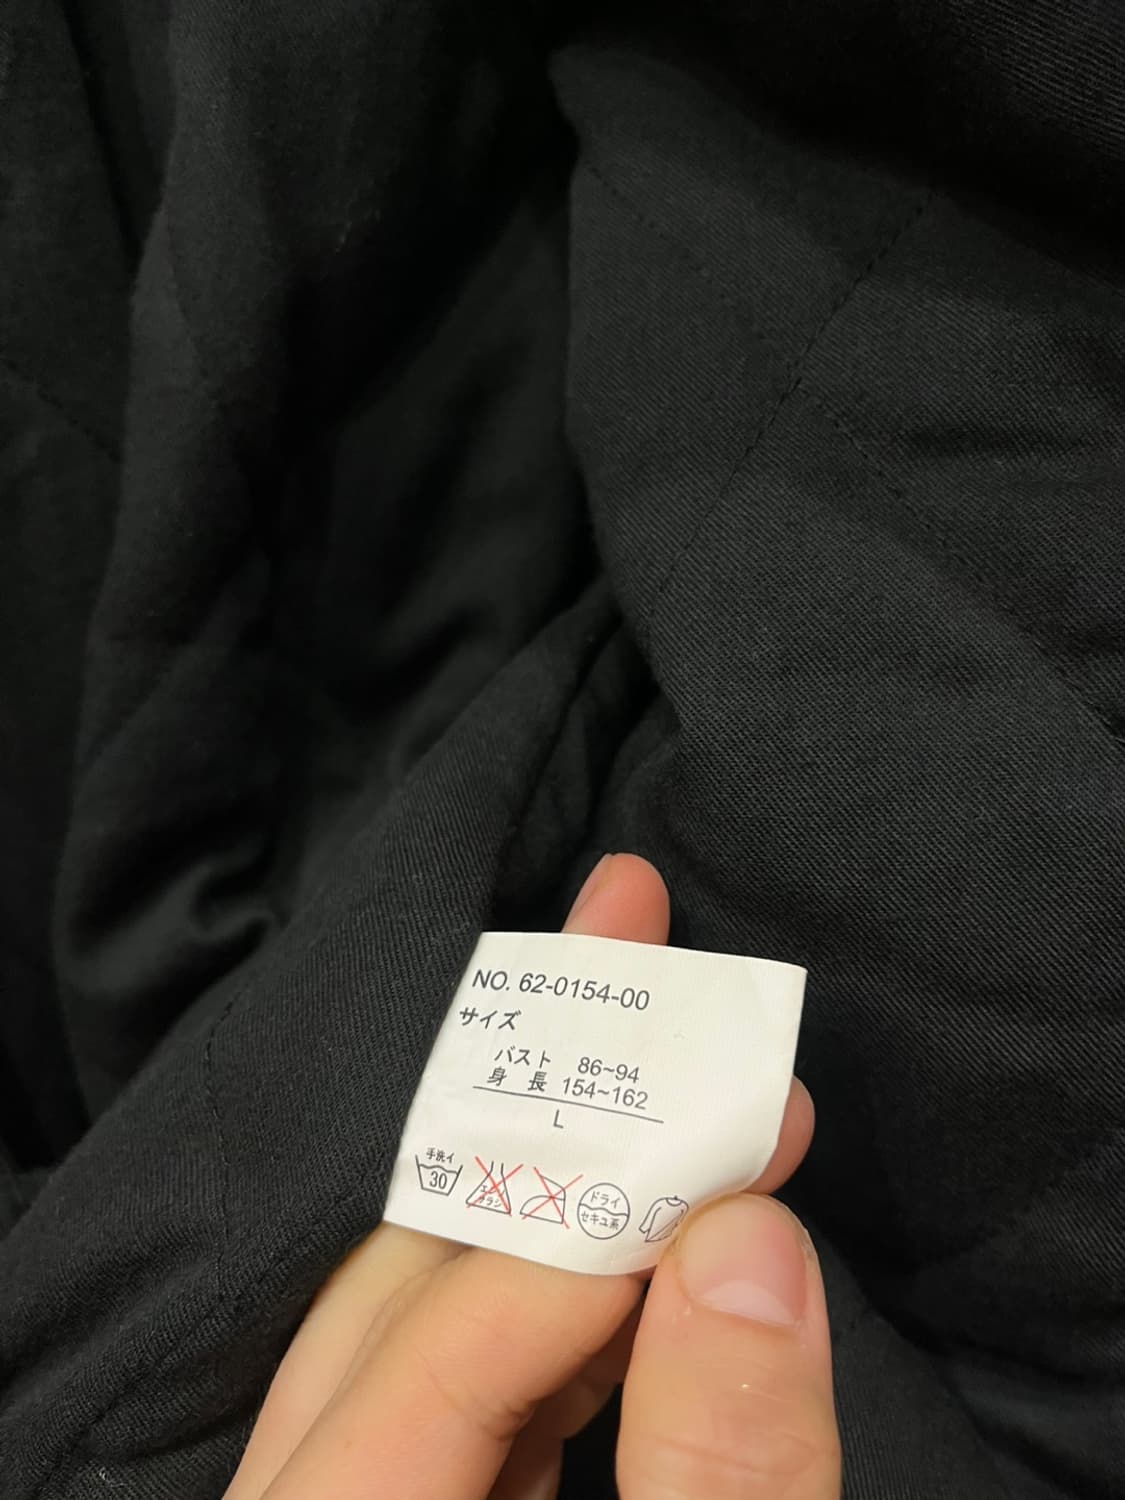 NO. 62-0154-00
サイズ
バスト 86~94
身 長 154~162
L
手洗イ
30
エンソ
サラシ
ドライ
セキユ系